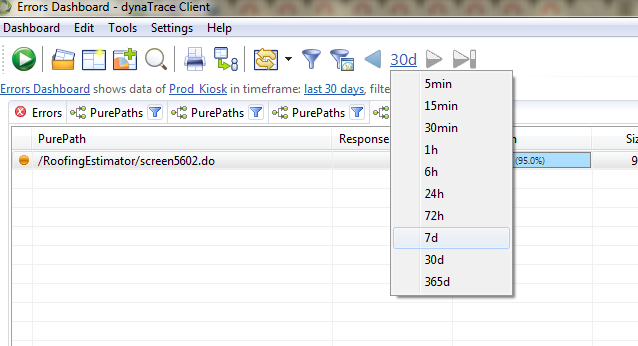 Errors Dashboard - dynaTrace Client
Dashboard Edit Tools Settings Help
30d
Errors Dashboard shows data of Prod_Kiosk in timeframe: last 30 days, filte
Errors PurePaths PurePaths PurePaths
PurePath Response Siz
/RoofingEstimator/screen5602.do (95.0%) 9
5min
15min
30min
1h
6h
24h
72h
7d
30d
365d